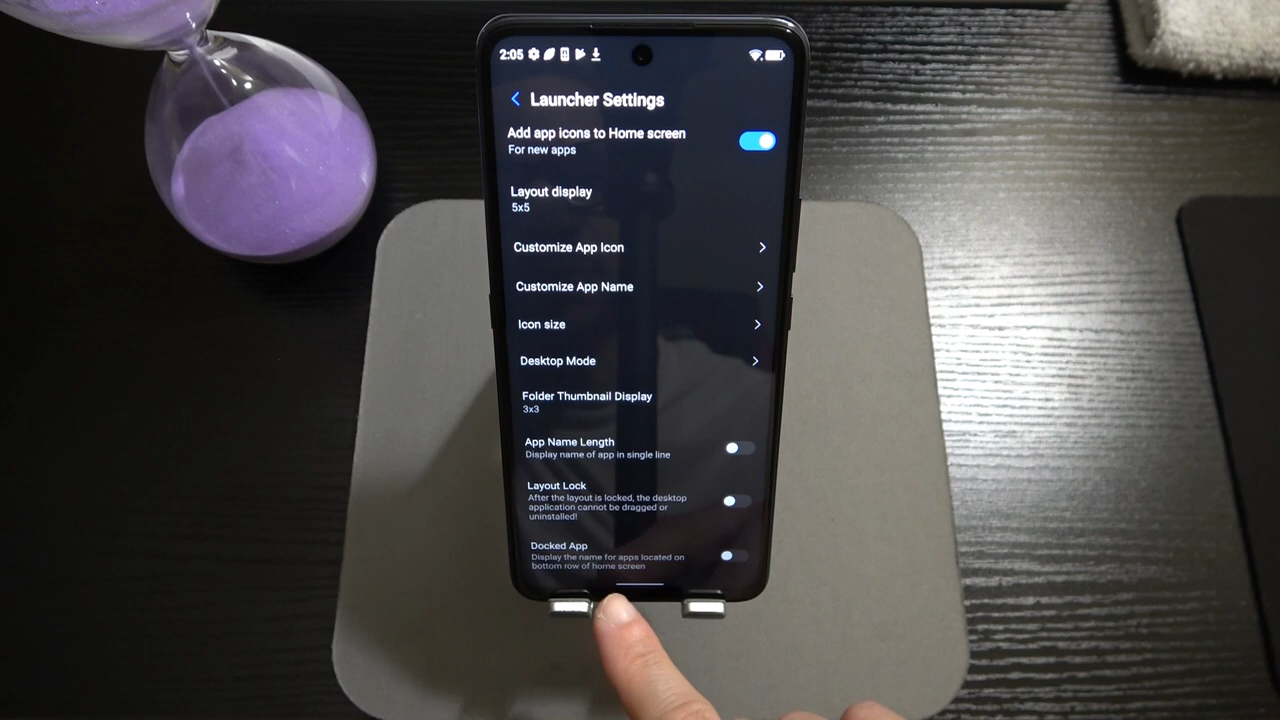 2:05
Launcher Settings
Add app icons to Home screen
For new apps
Layout display
5x5
Customize App Icon
Customize App Name
Icon size
Desktop Mode
Folder Thumbnail Display
3x3
App Name Length
Display name of app in single line
Layout Lock
After the layout is locked, the desktop
application cannot be dragged or
uninstalled!
Docked App
Display the name for apps located on
bottom row of home screen